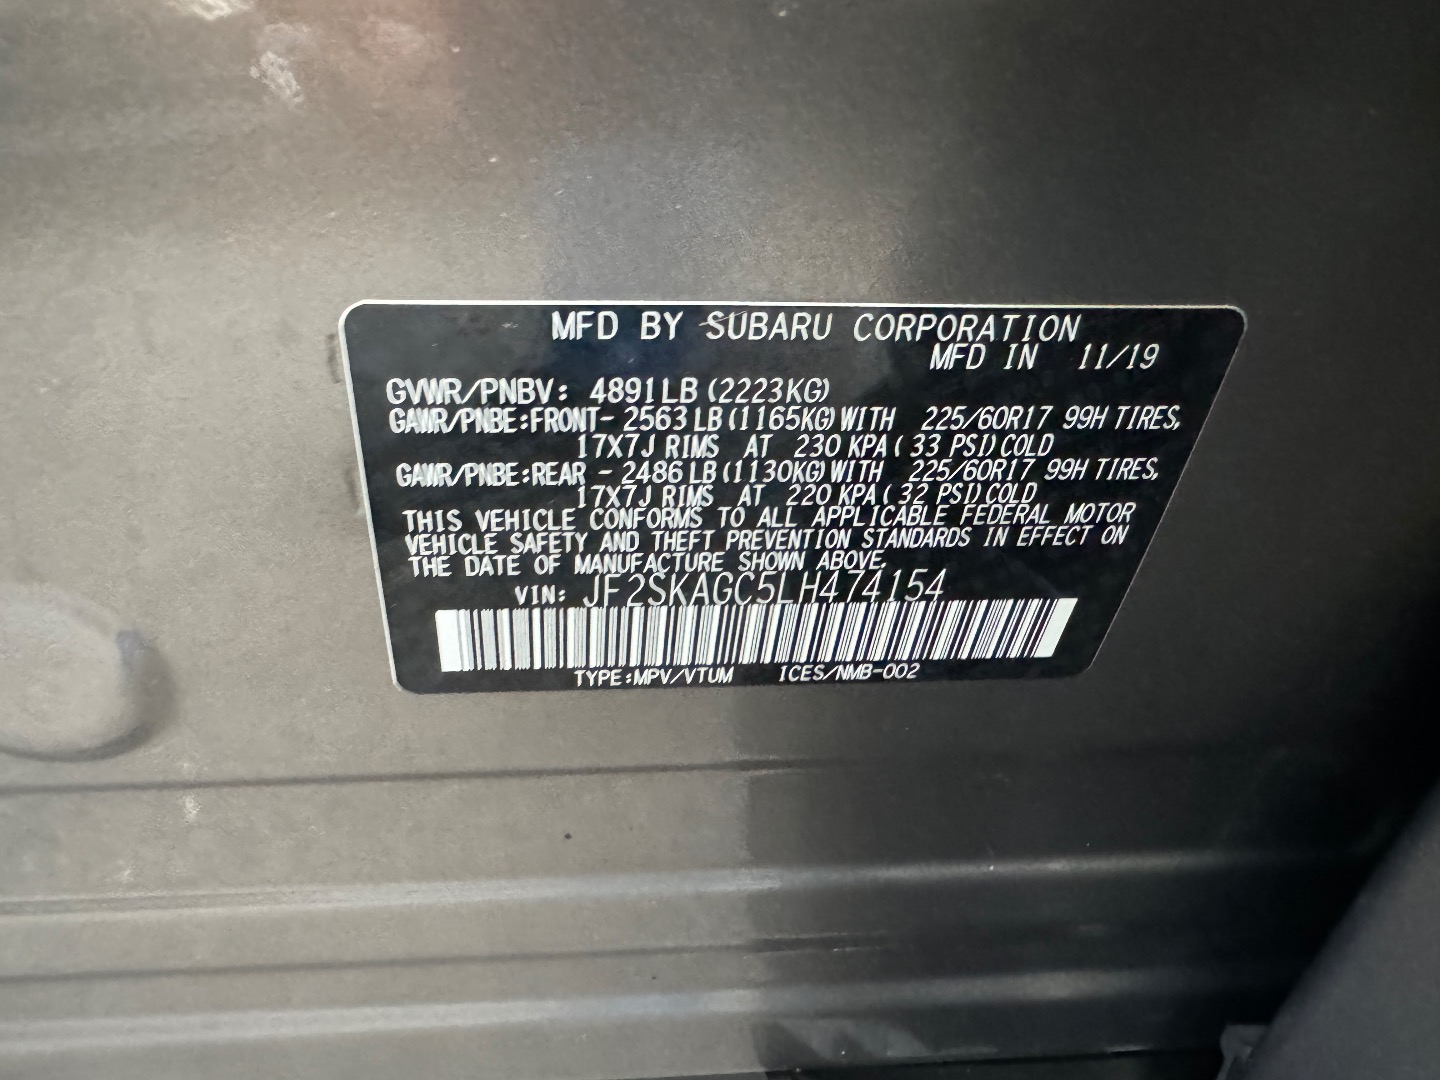 MFD BY SUBARU CORPORATION
MFD IN 11/19
GVWR/PNBV: 4891LB (2223KG)
GAWR/PNBE:FRONT- 2563 LB (1165KG) WITH 225/60R17 99H TIRES,
17X7J RIMS AT 230 KPA ( 33 PSI) COLD
GAWR/PNBE:REAR - 2486 LB (1130KG) WITH 225/60R17 99H TIRES,
17X7J RIMS AT 220 KPA ( 32 PSI) COLD
THIS VEHICLE CONFORMS TO ALL APPLICABLE FEDERAL MOTOR
VEHICLE SAFETY AND THEFT PREVENTION STANDARDS IN EFFECT ON
THE DATE OF MANUFACTURE SHOWN ABOVE.
VIN: JF2SKAGC5LH474154
TYPE:MPV/VTUM ICES/NMB-002